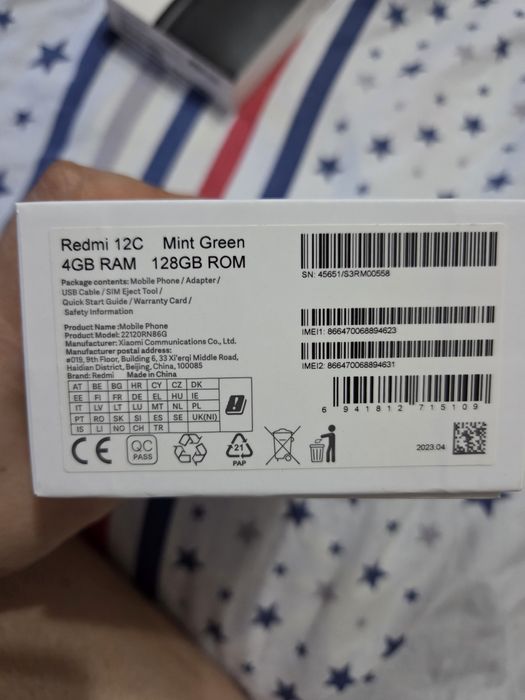 Redmi 12C Mint Green
4GB RAM 128GB ROM
Package contents: Mobile Phone / Adapter /
USB Cable / SIM Eject Tool /
Quick Start Guide / Warranty Card /
Safety Information
Product Name :Mobile Phone
Product Model: 22120RN86G
Manufacturer: Xiaomi Communications Co., Ltd.
Manufacturer postal address:
#019, 9th Floor, Building 6, 33 Xi'erqi Middle Road,
Haidian District, Beijing, China, 100085
Brand: Redmi Made in China
AT BE BG HR CY CZ DK
EE FI FR DE EL HU IE
IT LV LT LU MT NL PL
PT RO SK SI ES SE UK(NI)
IS LI NO CH TR
CE
QC
PASS
21
PAP
SN: 45651/S3RM00558
IMEI1: 866470068894623
IMEI2: 866470068894631
6 941812 715109
2023.04